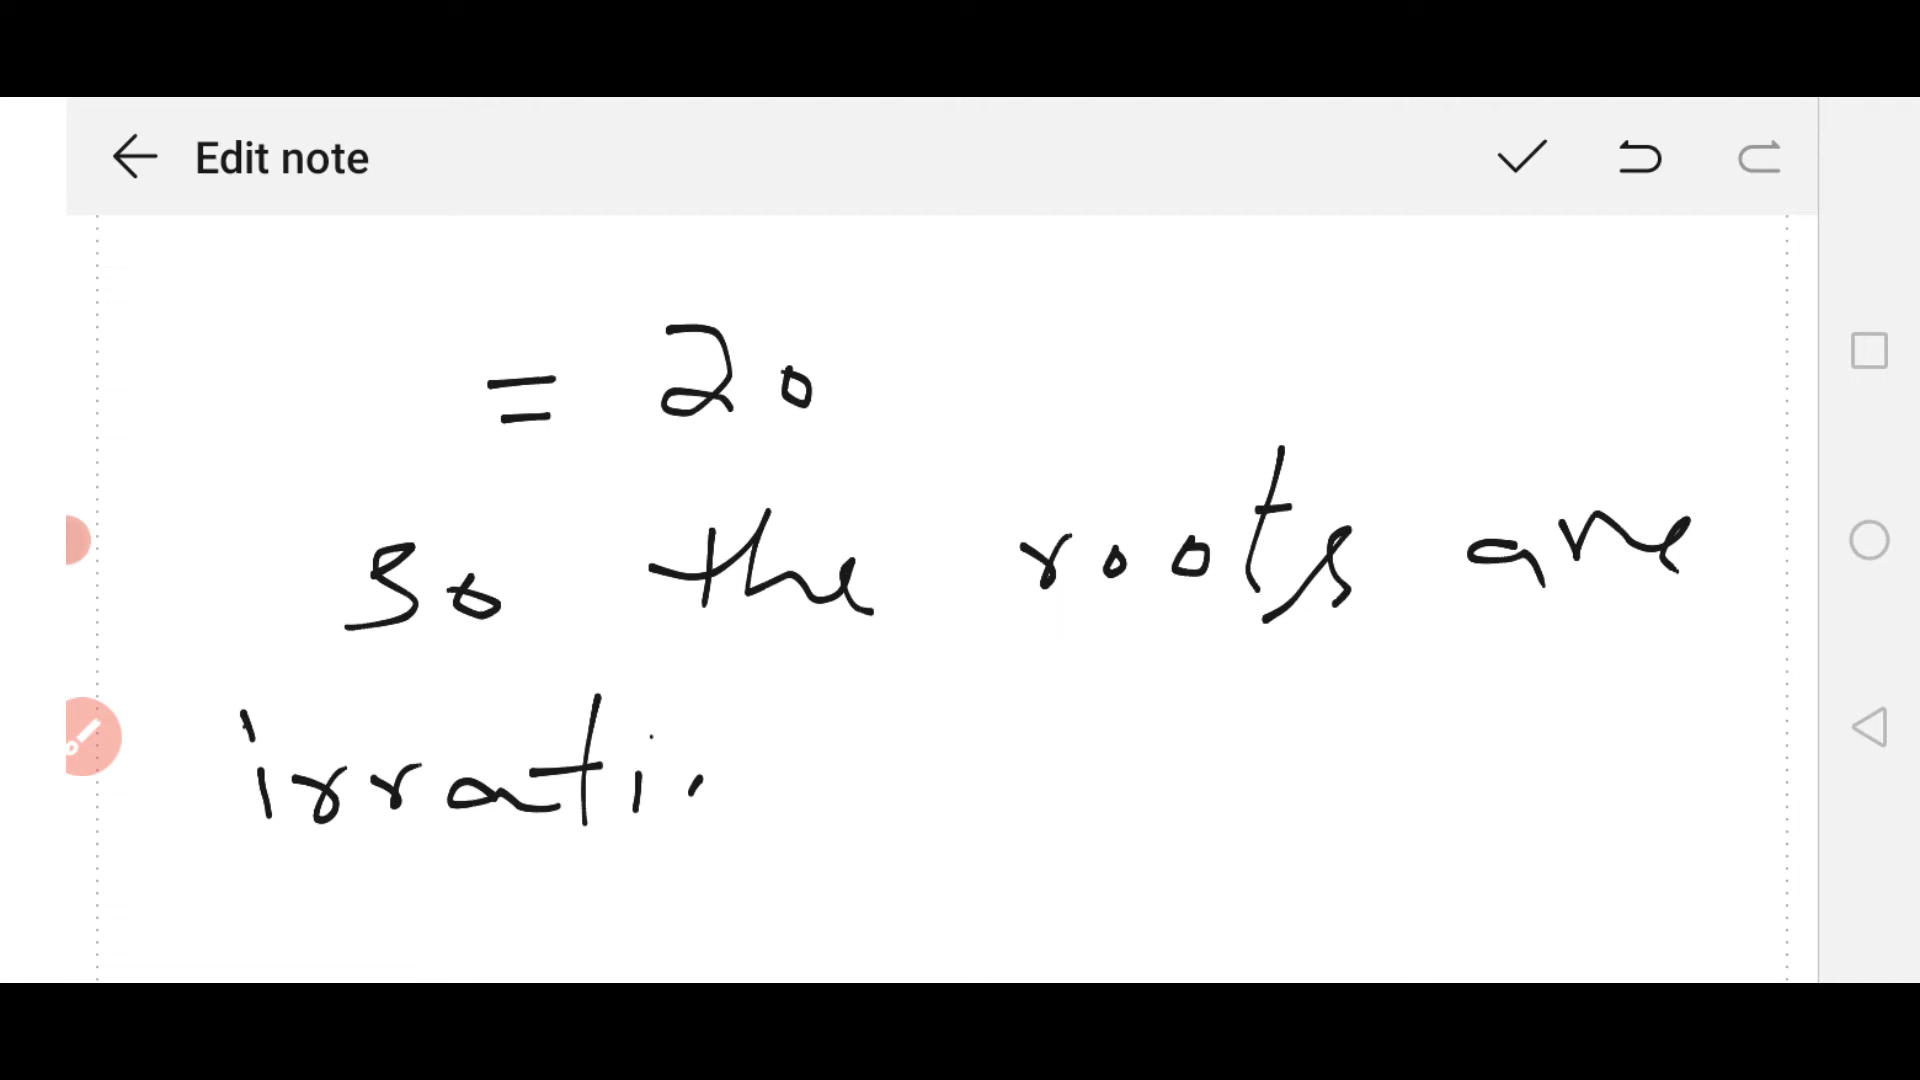 Edit note
= 20
So the roots are
irrati